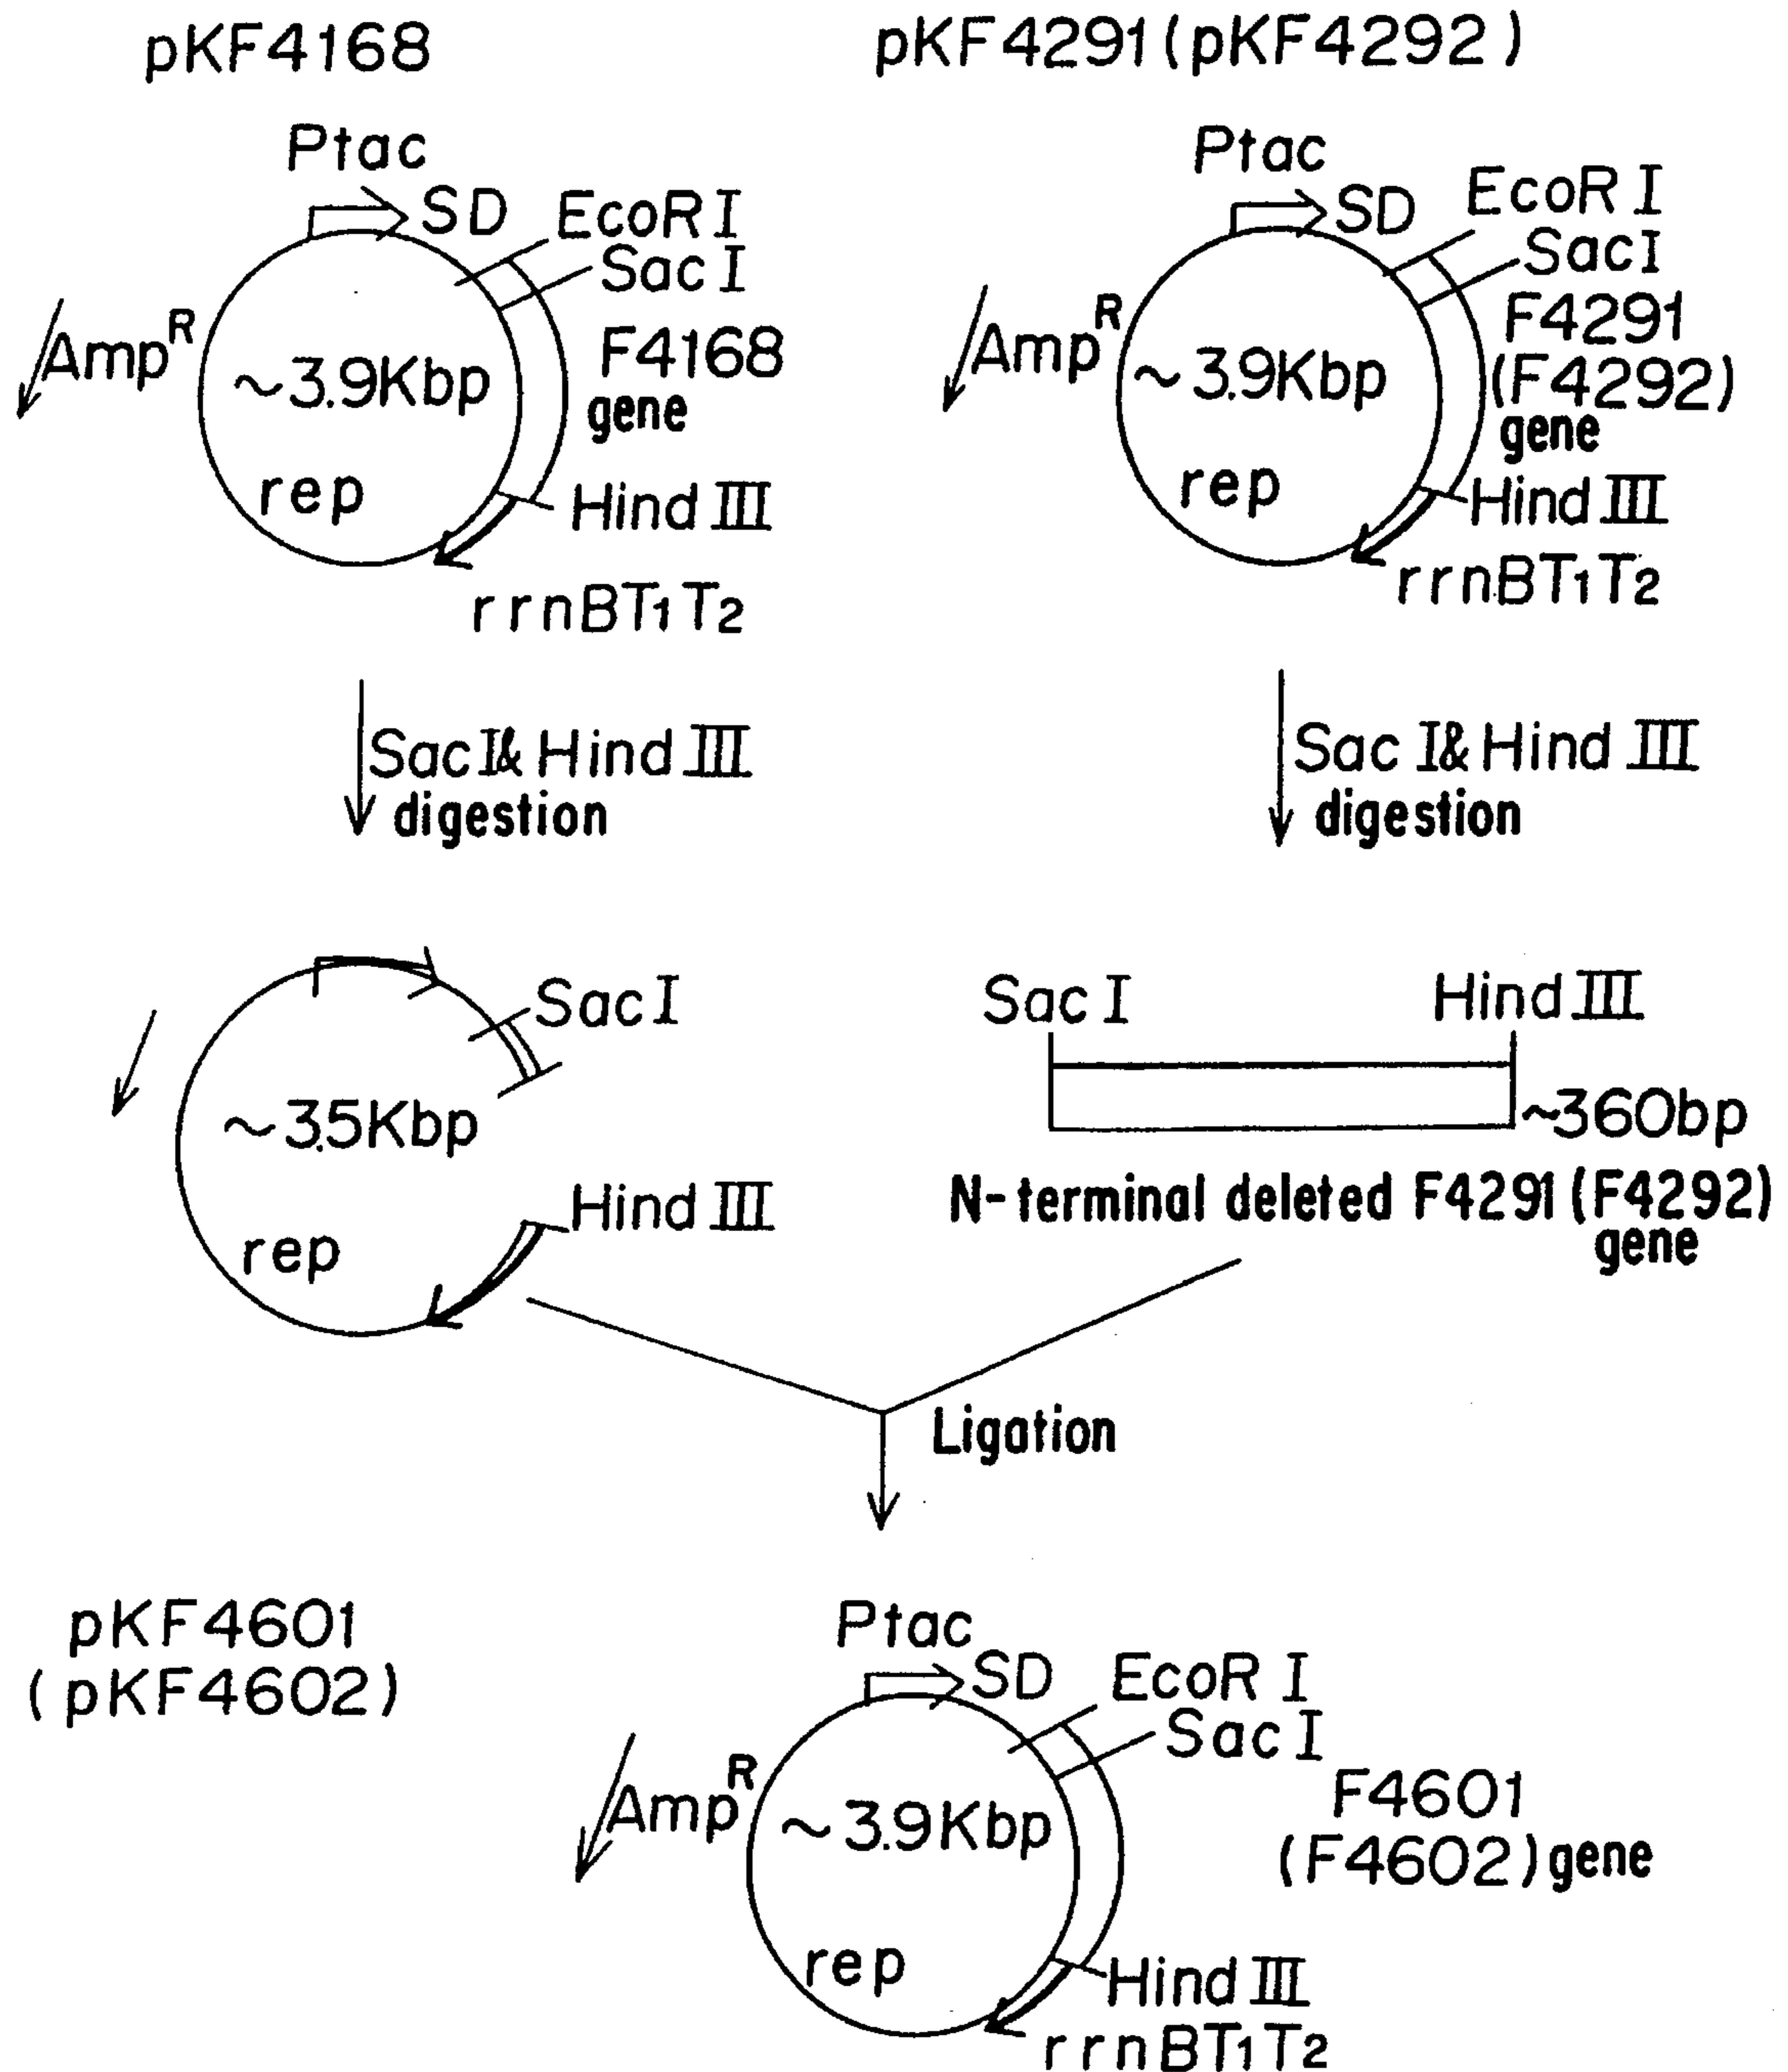 pKF4168
pKF4291(pKF4292)
Ptac
SD
EcoR I
Sac I
Amp^R
~3.9Kbp
F4168
gene
rep
Hind III
rrnBT1T2
Ptac
SD
EcoR I
SacI
Amp^R
~3.9Kbp
F4291
(F4292)
gene
rep
Hind III
rrnBT1T2
Sac I& Hind III
digestion
Sac I& Hind III
digestion
Sac I
~3.5Kbp
Hind III
rep
Sac I
Hind III
~360bp
N-terminal deleted F4291 (F4292)
gene
Ligation
pKF4601
(pKF4602)
Ptac
SD
EcoR I
Sac I
Amp^R
~3.9Kbp
F4601
(F4602) gene
rep
Hind III
rrnBT1T2